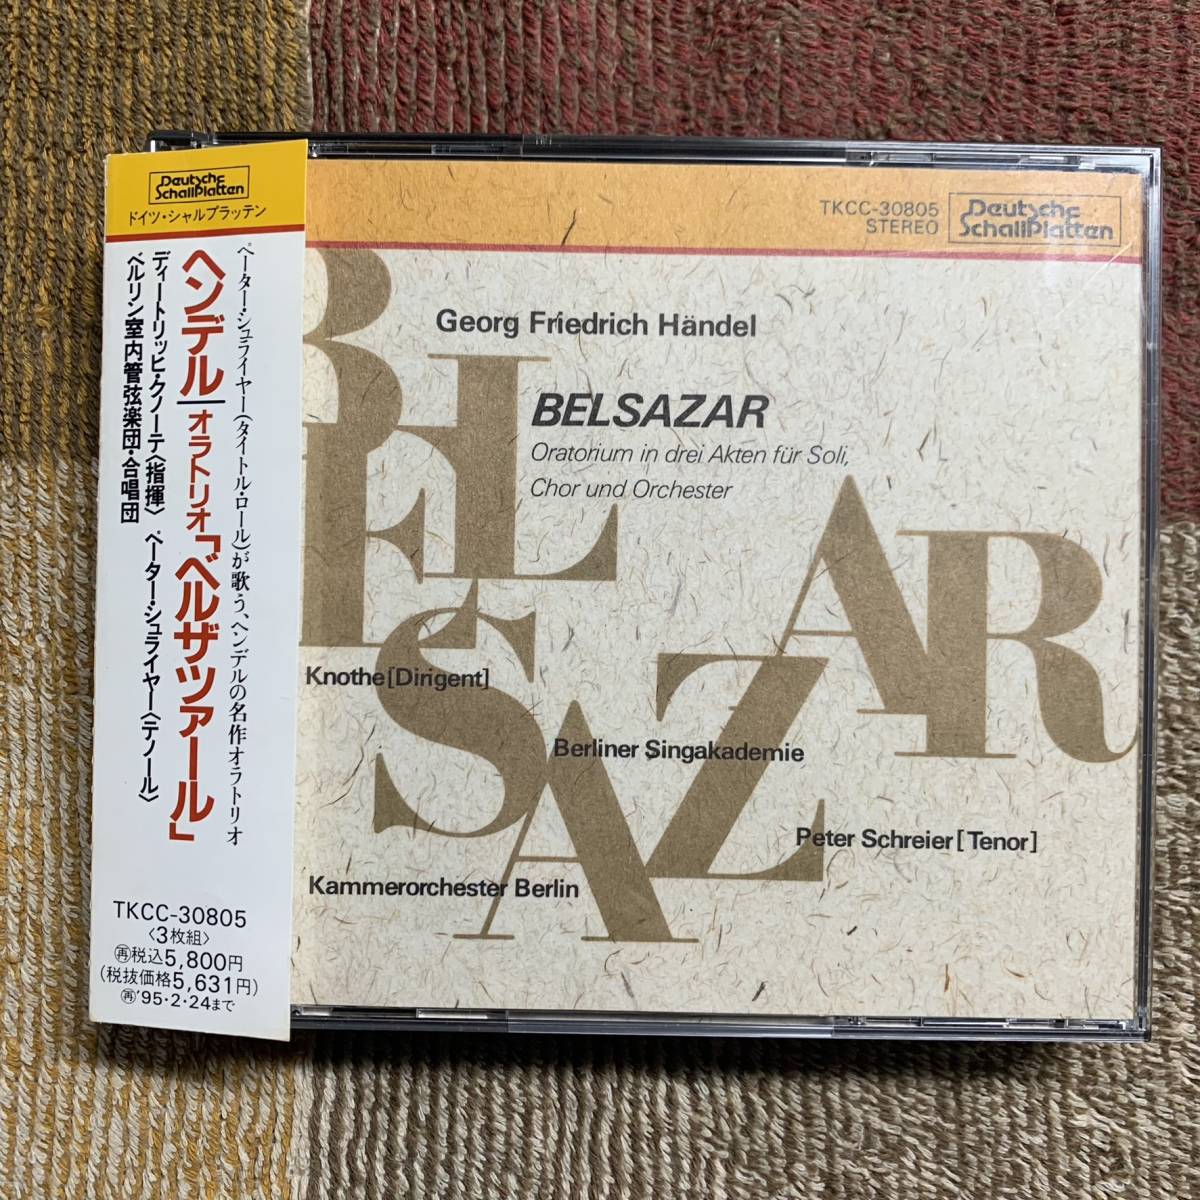 Deutsche
SchallPlatten
ドイツ・シャルプラッテン
ペーター・シュライヤー(タイトル・ロール)が歌う、ヘンデルの名作オラトリオ
ヘンデル オラトリオ「ベルザツァール」
ディートリッヒ・クノーテ〈指揮〉 ペーター・シュライヤー〈テノール〉
ベルリン室内管弦楽団・合唱団
TKCC-30805
〈3枚組〉
㊢税込5,800円
(税抜価格5,631円)
㊢'95・2・24まで
TKCC-30805
STEREO
Deutsche
SchallPlatten
Georg Friedrich Händel
BELSAZAR
Oratorium in drei Akten für Soli,
Chor und Orchester
BELSAZAR
Knothe[Dirigent]
Berliner Singakademie
Peter Schreier[Tenor]
Kammerorchester Berlin